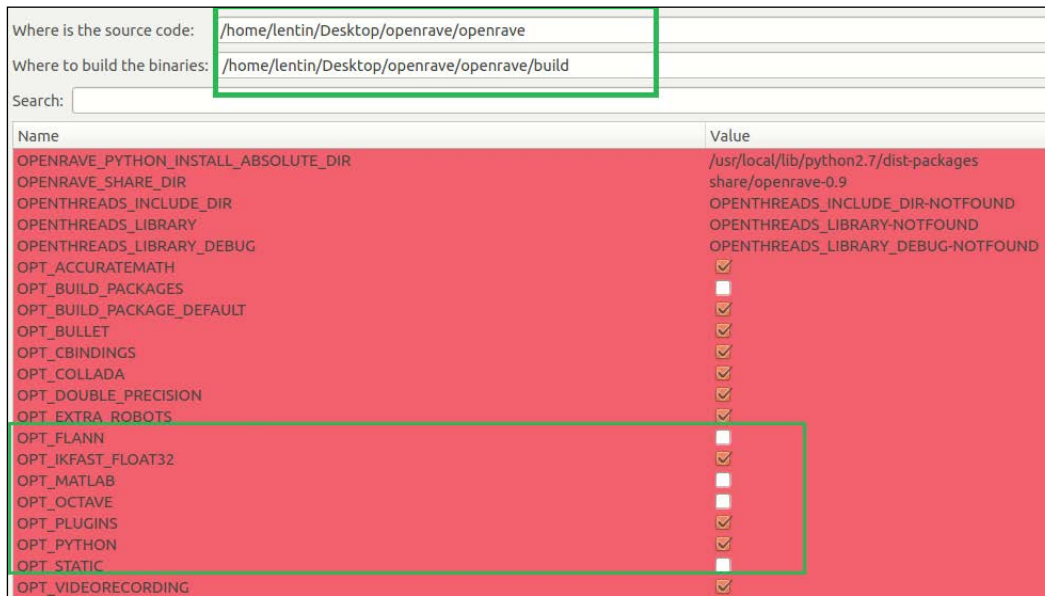 Where is the source code: /home/lentin/Desktop/openrave/openrave
Where to build the binaries: /home/lentin/Desktop/openrave/openrave/build
Search:
Name Value
OPENRAVE_PYTHON_INSTALL_ABSOLUTE_DIR /usr/local/lib/python2.7/dist-packages
OPENRAVE_SHARE_DIR share/openrave-0.9
OPENTHREADS_INCLUDE_DIR OPENTHREADS_INCLUDE_DIR-NOTFOUND
OPENTHREADS_LIBRARY OPENTHREADS_LIBRARY-NOTFOUND
OPENTHREADS_LIBRARY_DEBUG OPENTHREADS_LIBRARY_DEBUG-NOTFOUND
OPT_ACCURATEMATH
OPT_BUILD_PACKAGES
OPT_BUILD_PACKAGE_DEFAULT
OPT_BULLET
OPT_CBINDINGS
OPT_COLLADA
OPT_DOUBLE_PRECISION
OPT_EXTRA_ROBOTS
OPT_FLANN
OPT_IKFAST_FLOAT32
OPT_MATLAB
OPT_OCTAVE
OPT_PLUGINS
OPT_PYTHON
OPT_STATIC
OPT_VIDEORECORDING